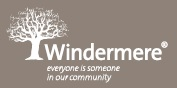 Windermere®
everyone is someone
in our community